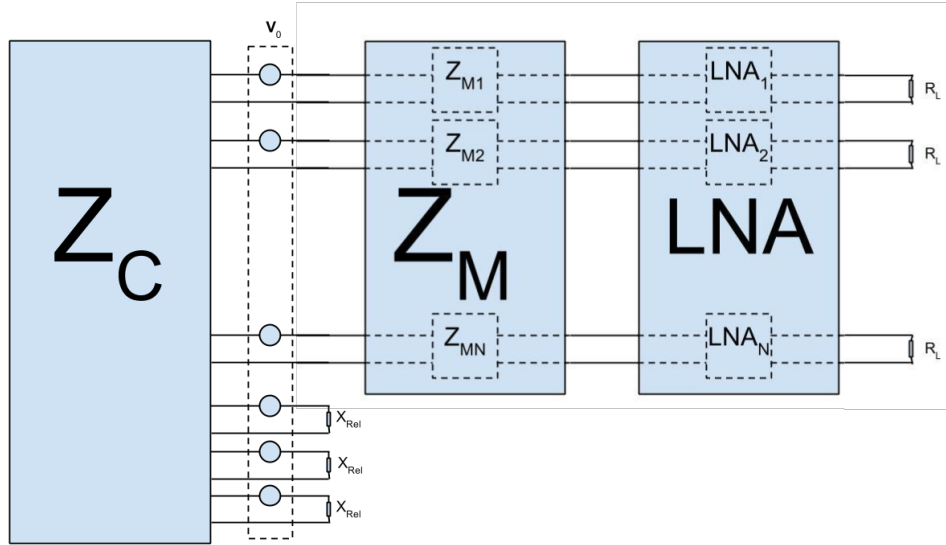 V0
ZM1
LNA1
RL
ZM2
LNA2
RL
ZC
ZM
LNA
ZMN
LNAN
RL
XRel
XRel
XRel